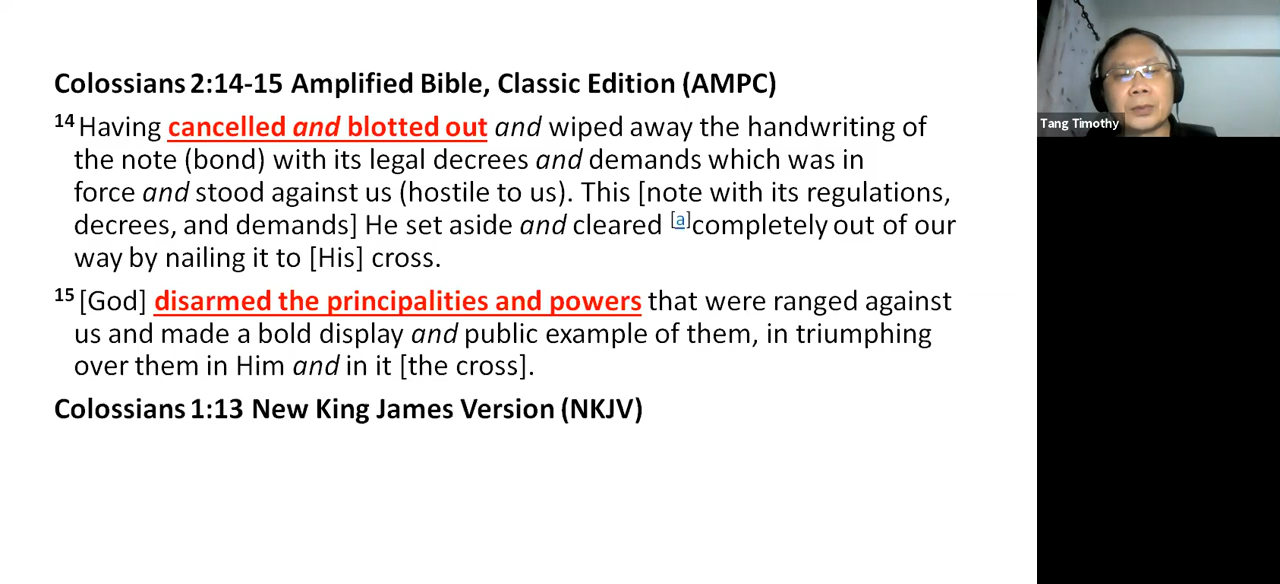 Colossians 2:14-15 Amplified Bible, Classic Edition (AMPC)
14 Having cancelled and blotted out and wiped away the handwriting of
the note (bond) with its legal decrees and demands which was in
force and stood against us (hostile to us). This [note with its regulations,
decrees, and demands] He set aside and cleared [a]completely out of our
way by nailing it to [His] cross.
15 [God] disarmed the principalities and powers that were ranged against
us and made a bold display and public example of them, in triumphing
over them in Him and in it [the cross].
Colossians 1:13 New King James Version (NKJV)
Tang Timothy